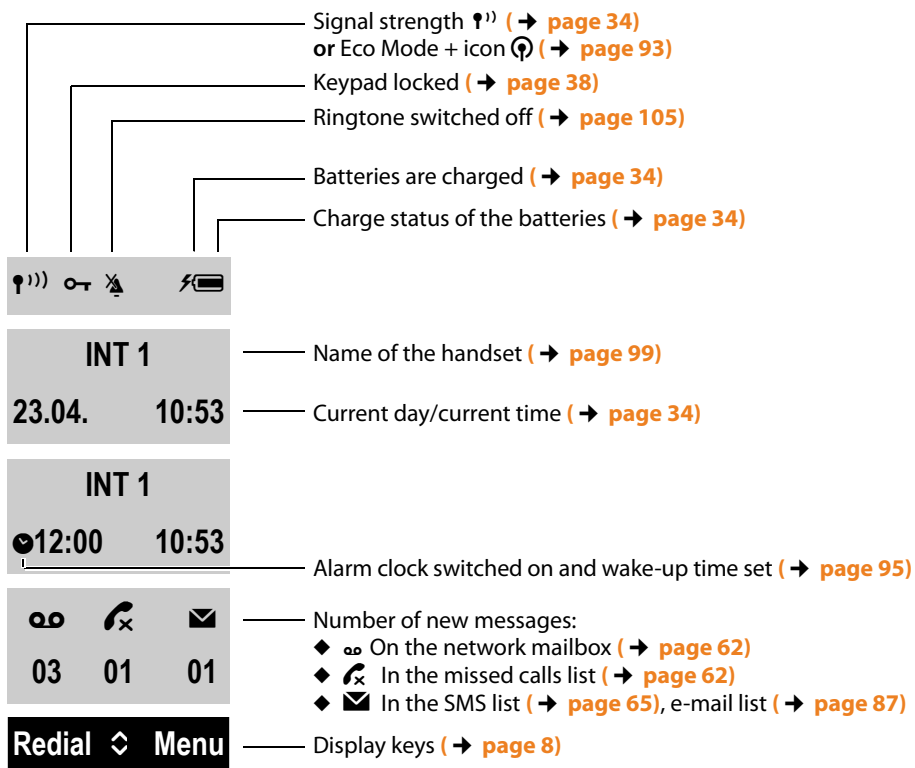 Signal strength ( ➔ page 34)
or Eco Mode + icon ( ➔ page 93)
Keypad locked ( ➔ page 38)
Ringtone switched off ( ➔ page 105)
Batteries are charged ( ➔ page 34)
Charge status of the batteries ( ➔ page 34)
INT 1
Name of the handset ( ➔ page 99)
23.04. 10:53
Current day/current time ( ➔ page 34)
INT 1
12:00 10:53
Alarm clock switched on and wake-up time set ( ➔ page 95)
Number of new messages:
◆ On the network mailbox ( ➔ page 62)
◆ In the missed calls list ( ➔ page 62)
◆ In the SMS list ( ➔ page 65), e-mail list ( ➔ page 87)
03 01 01
Redial Menu
Display keys ( ➔ page 8)